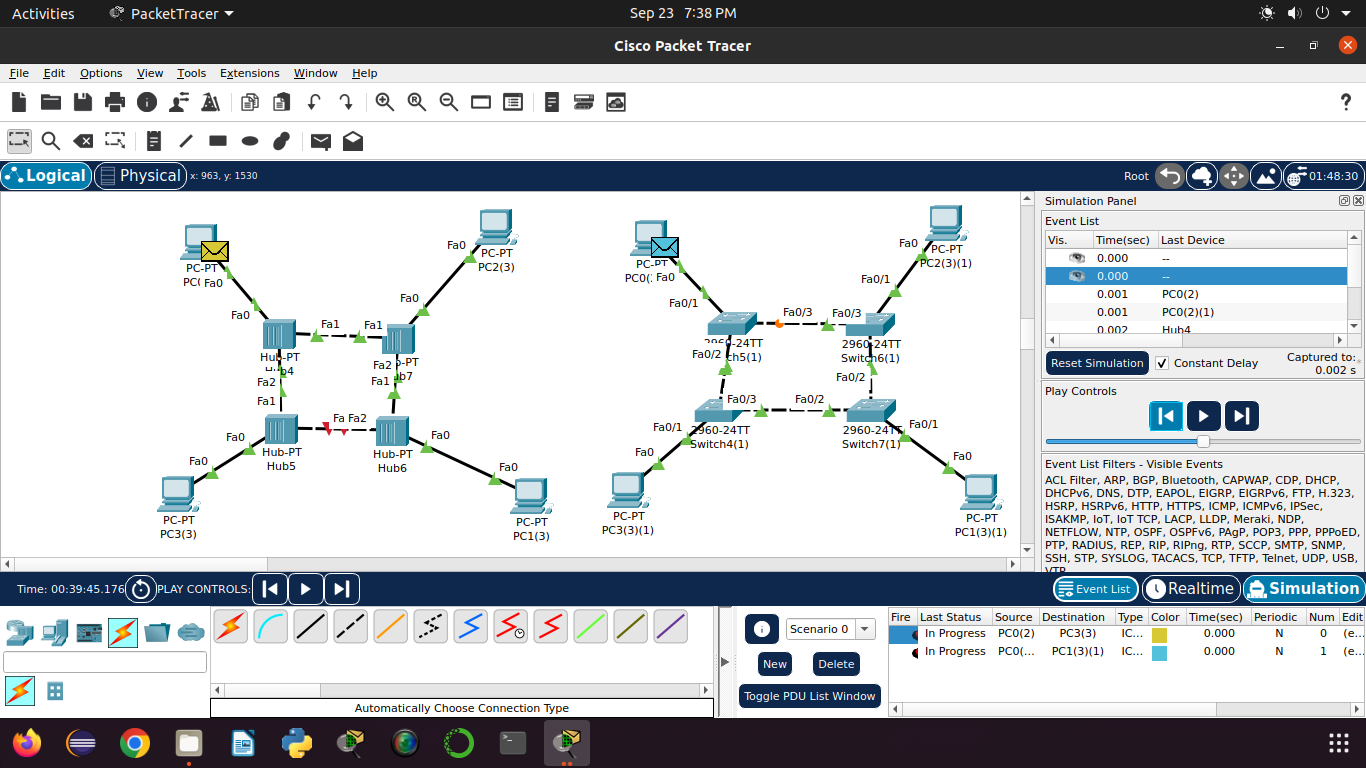 Activities
PacketTracer
Sep 23 7:38 PM
Cisco Packet Tracer
File Edit Options View Tools Extensions Window Help
Logical
Physical
x: 963, y: 1530
Root
01:48:30
PC-PT
Fa0
Fa0
Fa0
PC-PT
PC2(3)
Fa0
Hub-PT
Fa1
Fa1
Fa2
Fa1
Fa2
Fa1
Fa0
Hub-PT
Hub5
Fa2
Hub-PT
Hub6
Fa0
Fa0
PC-PT
PC3(3)
Fa0
PC-PT
PC1(3)
PC-PT
Fa0
Fa0/1
Fa0
PC-PT
PC2(3)(1)
Fa0/1
Fa0/3
Fa0/3
2960-24TT
Switch6(1)
Fa0/2
Fa0/2
Fa0/3
Fa0/2
Fa0/1
2960-24TT
Switch4(1)
2960-24TT
Switch7(1)
Fa0/1
Fa0
PC-PT
PC3(3)(1)
Fa0
PC-PT
PC1(3)(1)
Simulation Panel
Event List
Vis. Time(sec) Last Device
0.000 --
0.000 --
0.001 PC0(2)
0.001 PC0(2)(1)
0.002 Hub4
Reset Simulation
Constant Delay
Captured to:
0.002 s
Play Controls
Event List Filters - Visible Events
ACL Filter, ARP, BGP, Bluetooth, CAPWAP, CDP, DHCP,
DHCPv6, DNS, DTP, EAPOL, EIGRP, EIGRPv6, FTP, H.323,
HSRP, HSRPv6, HTTP, HTTPS, ICMP, ICMPv6, IPSec,
ISAKMP, IoT, IoT TCP, LACP, LLDP, Meraki, NDP,
NETFLOW, NTP, OSPF, OSPFv6, PAgP, POP3, PPP, PPPoED,
PTP, RADIUS, REP, RIP, RIPng, RTP, SCCP, SMTP, SNMP,
SSH, STP, SYSLOG, TACACS, TCP, TFTP, Telnet, UDP, USB,
VTP
Time: 00:39:45.176
PLAY CONTROLS:
Event List
Realtime
Simulation
Scenario 0
New
Delete
Toggle PDU List Window
Automatically Choose Connection Type
Fire Last Status Source Destination Type Color Time(sec) Periodic Num Edit
In Progress PC0(2) PC3(3) IC... 0.000 N 0 (e...
In Progress PC0(... PC1(3)(1) IC... 0.000 N 1 (e...